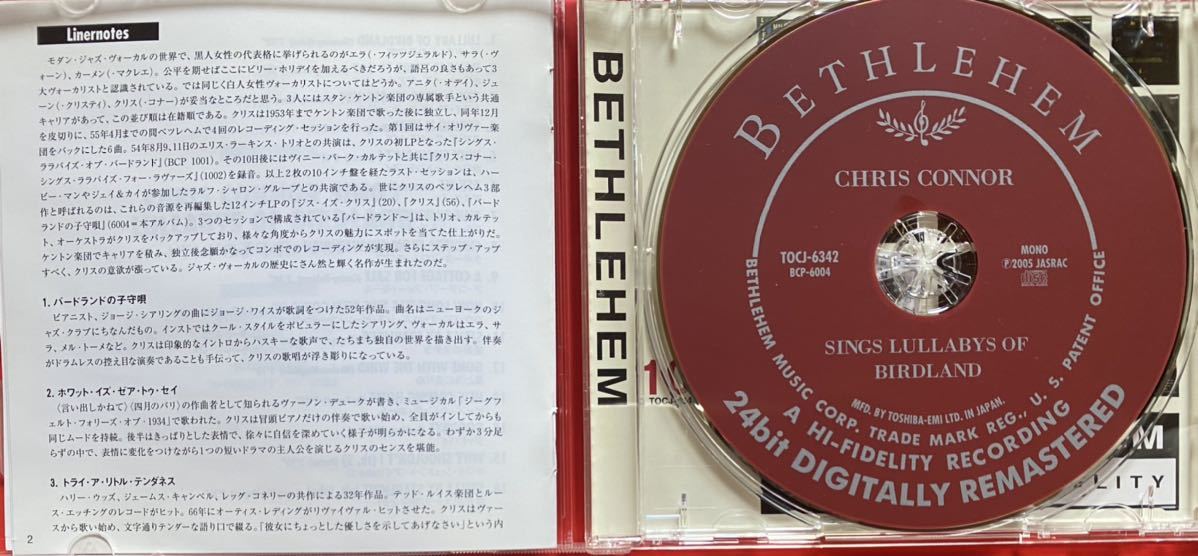 Linernotes
モダン・ジャズ・ヴォーカルの世界で、黒人女性の代表格に挙げられるのがエラ(・フィッツジェラルド)、サラ(・ヴ
ォーン)、カーメン(・マクレエ)。公平を期せばここにビリー・ホリデイを加えるべきだろうが、語呂の良さもあって3
大ヴォーカリストと認識されている。では同じく白人女性ヴォーカリストについてはどうか。アニタ(・オデイ)、ジュ
ーン(・クリスティ)、クリス(・コナー)が妥当なところだと思う。3人にはスタン・ケントン楽団の専属歌手という共通
キャリアがあって、この並び順は在籍順である。クリスは1953年までケントン楽団で歌った後に独立し、同年12月
を皮切りに、55年4月までの間ベツレヘムで4回のレコーディング・セッションを行った。第1回はサイ・オリヴァー楽
団をバックにした6曲。54年8月9、11日のエリス・ラーキンス・トリオとの共演は、クリスの初LPとなった『シングス・
ララバイズ・オブ・バードランド』(BCP 1001)。その10日後にはヴィニー・バーク・カルテットと共に『クリス・コナー・
シングス・ララバイズ・フォー・ラヴァーズ』(1002)を録音。以上2枚の10インチ盤を経たラスト・セッションは、ハー
ビー・マンやジェイ&カイが参加したラルフ・シャロン・グループとの共演である。世にクリスのベツレヘム3部
作と呼ばれるのは、これらの音源を再編集した12インチLPの『ジス・イズ・クリス』(20)、『クリス』(56)、『バード
ランドの子守唄』(6004=本アルバム)。3つのセッションで構成されている『バードランド〜』は、トリオ、カルテッ
ト、オーケストラがクリスをバックアップしており、様々な角度からクリスの魅力にスポットを当てた仕上がりだ。
ケントン楽団でキャリアを積み、独立後念願かなってコンボでのレコーディングが実現。さらにステップ・アップ
すべく、クリスの意欲が漲っている。ジャズ・ヴォーカルの歴史にさん然と輝く名作が生まれたのだ。
1. バードランドの子守唄
ピアニスト、ジョージ・シアリングの曲にジョージ・ワイスが歌詞をつけた52年作品。曲名はニューヨークのジ
ャズ・クラブにちなんだもの。インストではクール・スタイルをポピュラーにしたシアリング、ヴォーカルはエラ、サ
ラ、メル・トーメなど。クリスは印象的なイントロからハスキーな歌声で、たちまち独自の世界を描き出す。伴奏
がドラムレスの控え目な演奏であることも手伝って、クリスの歌唱が浮き彫りになっている。
2. ホワット・イズ・ゼア・トゥ・セイ
〈言い出しかねて〉〈四月のパリ〉の作曲者として知られるヴァーノン・デュークが書き、ミュージカル「ジーグフ
ェルト・フォリーズ・オブ・1934」で歌われた。クリスは冒頭ピアノだけの伴奏で歌い始め、全員がインしてからも
同じムードを持続。後半はきっぱりとした表情で、徐々に自信を深めていく様子が明らかになる。わずか3分足
らずの中で、表情に変化をつけながら1つの短いドラマの主人公を演じるクリスのセンスを堪能。
3. トライ・ア・リトル・テンダネス
ハリー・ウッズ、ジェームス・キャンベル、レッグ・コネリーの共作による32年作品。テッド・ルイス楽団とルー
ス・エッチングのレコードがヒット。66年にオーティス・レディングがリヴァイヴァル・ヒットさせた。クリスはヴァー
スから歌い始め、文字通りテンダーな語り口で綴る。「彼女にちょっとした優しさを示してあげなさい」という内
2
BETHLEHEM
BETHLEHEM
CHRIS CONNOR
TOCJ-6342
BCP-6004
MONO
℗2005 JASRAC
SINGS LULLABYS OF
BIRDLAND
MFD. BY TOSHIBA-EMI LTD. IN JAPAN.
BETHLEHEM MUSIC CORP. TRADE MARK REG., U. S. PATENT OFFICE
A HI-FIDELITY RECORDING
24bit DIGITALLY REMASTERED